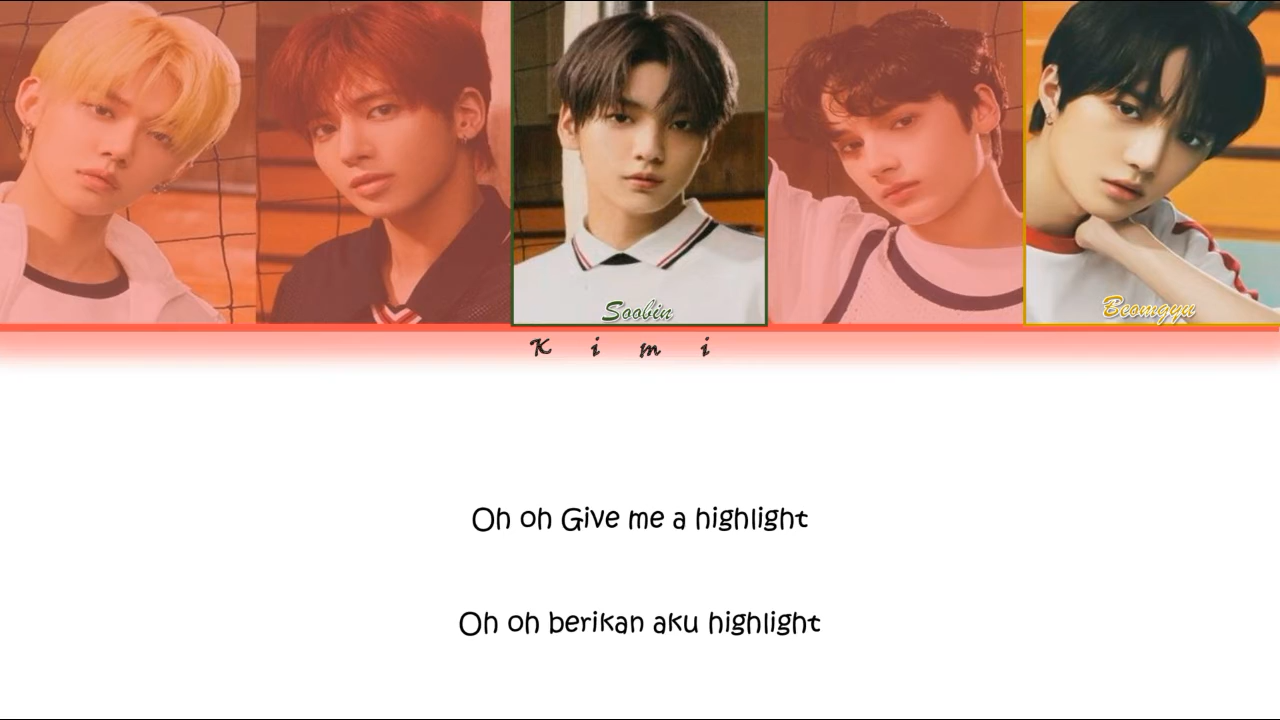 Soobin
Beomgyu
K i m i
Oh oh Give me a highlight
Oh oh berikan aku highlight